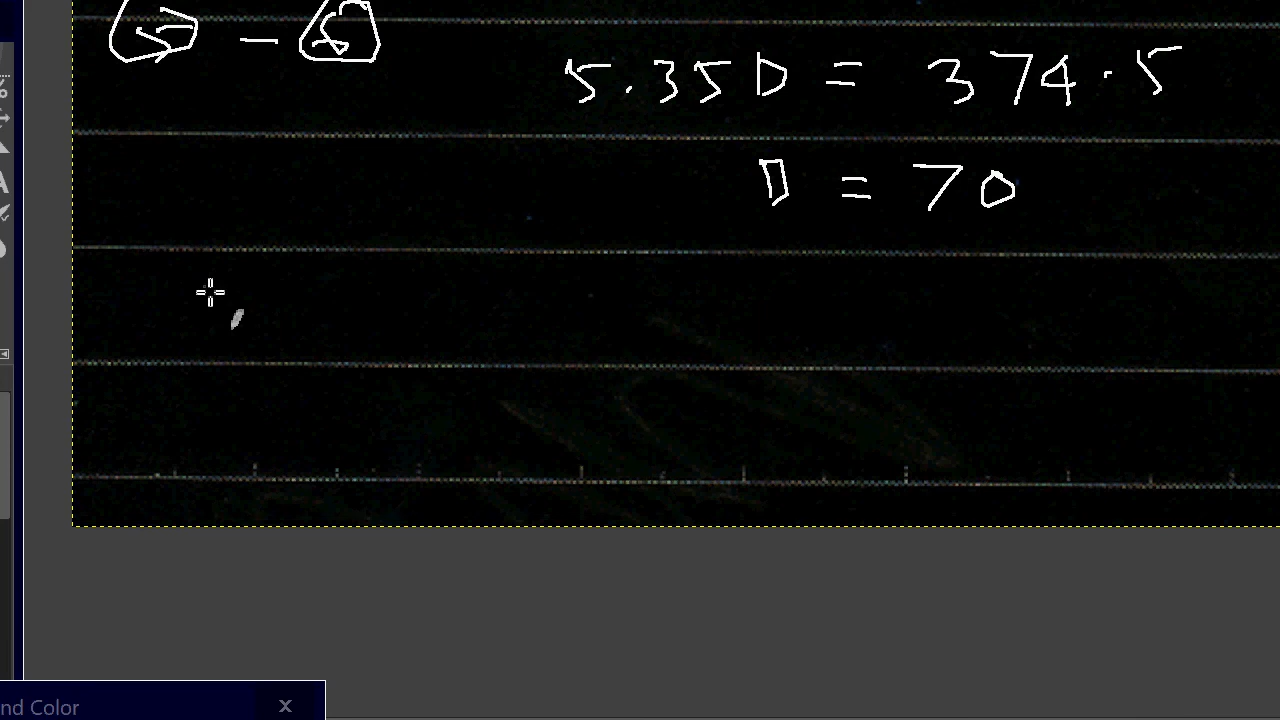 ⑤ - ⑥ 5.35D = 374.5
D = 70
nd Color